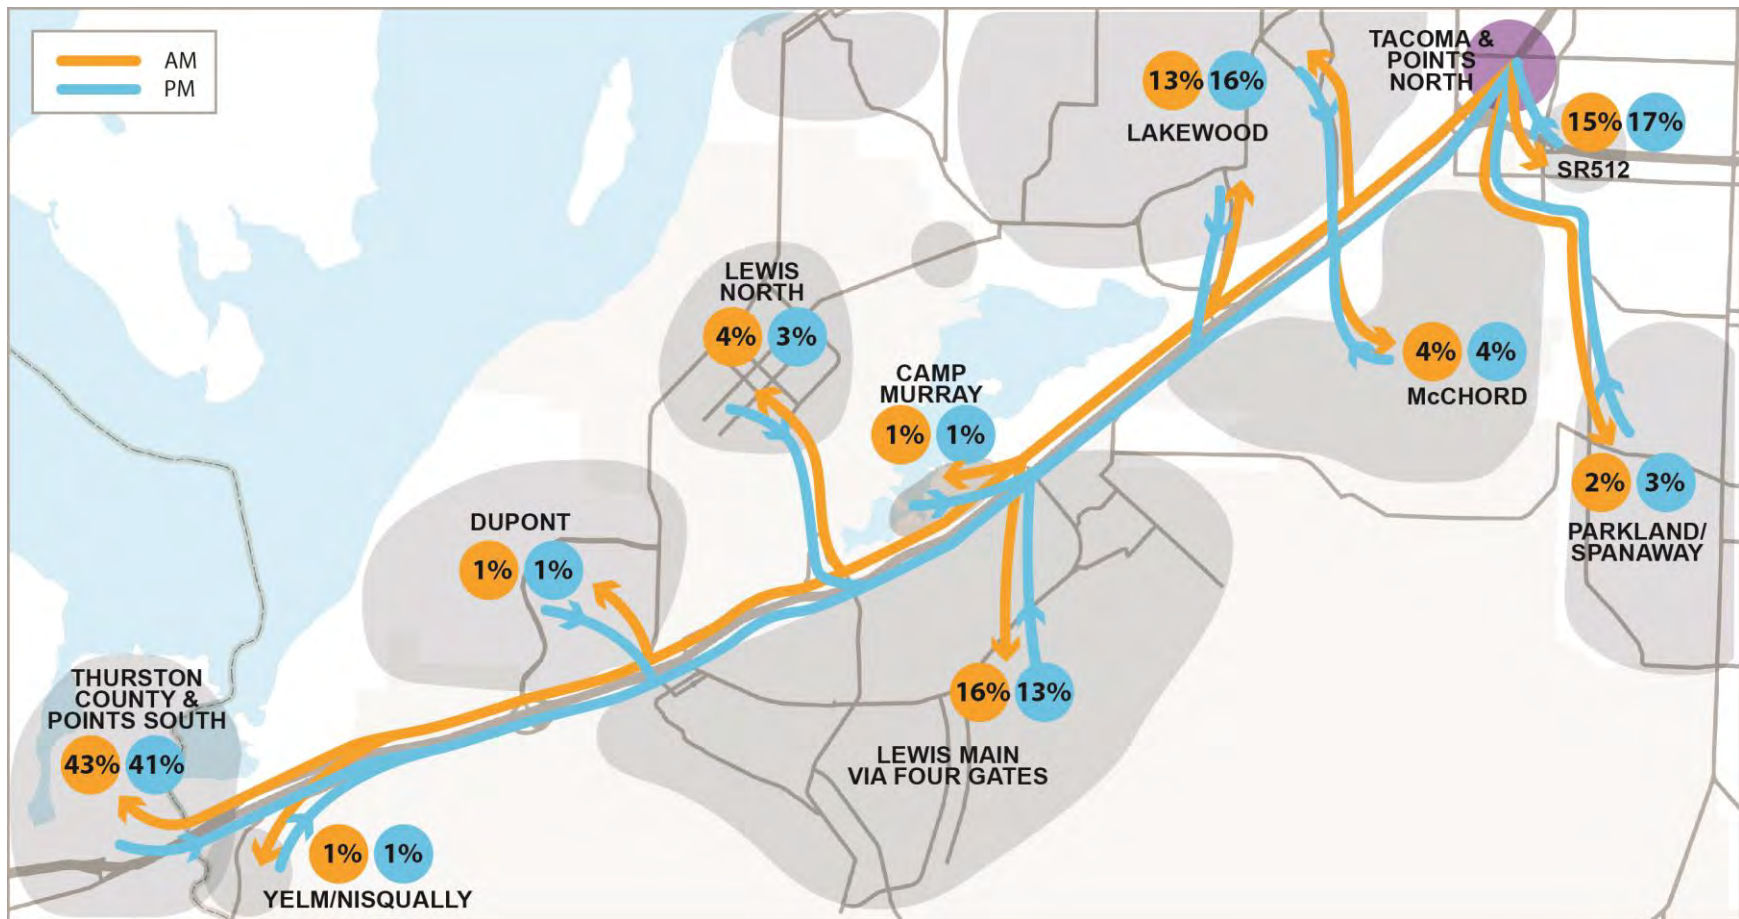 AM
PM
TACOMA &
POINTS
NORTH
13% 16%
LAKEWOOD
15% 17%
SR512
LEWIS
NORTH
4% 3%
CAMP
MURRAY
1% 1%
4% 4%
McCHORD
2% 3%
PARKLAND/
SPANAWAY
DUPONT
1% 1%
THURSTON
COUNTY &
POINTS SOUTH
43% 41%
16% 13%
LEWIS MAIN
VIA FOUR GATES
1% 1%
YELM/NISQUALLY